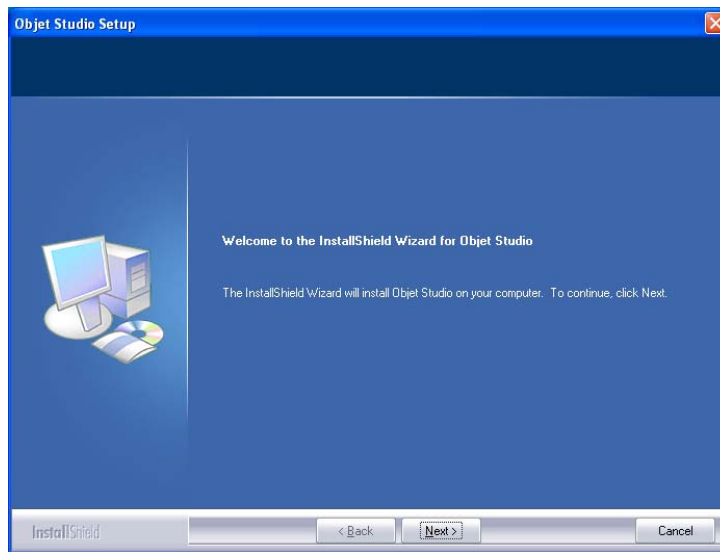 Objet Studio Setup
Welcome to the InstallShield Wizard for Objet Studio
The InstallShield Wizard will install Objet Studio on your computer. To continue, click Next.
InstallShield
< Back
Next >
Cancel